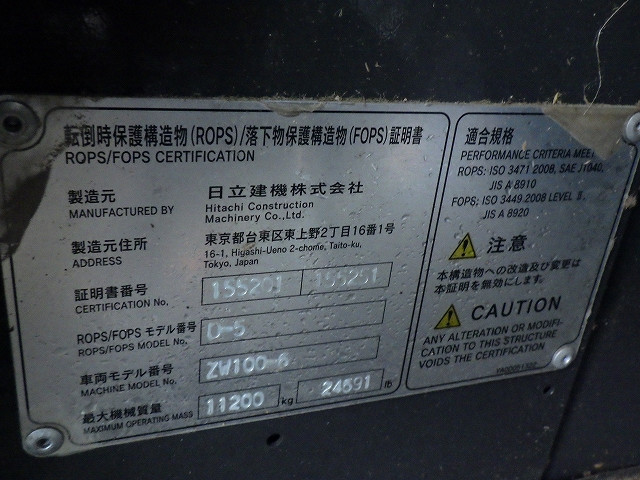 転倒時保護構造物(ROPS)/落下物保護構造物(FOPS)証明書
ROPS/FOPS CERTIFICATION
製造元 日立建機株式会社
MANUFACTURED BY Hitachi Construction
Machinery Co.,Ltd.
製造元住所 東京都台東区東上野2丁目16番1号
ADDRESS 16-1, Higashi-Ueno 2-chome, Taito-ku,
Tokyo, Japan
証明書番号 155201 155251
CERTIFICATION No.
ROPS/FOPS モデル番号 D-5
ROPS/FOPS MODEL No.
車両モデル番号 ZW100-6
MACHINE MODEL No.
最大機械質量 11200 kg 24691 lb
MAXIMUM OPERATING MASS
適合規格
PERFORMANCE CRITERIA MEET
ROPS: ISO 3471 2008, SAE J1040,
JIS A 8910
FOPS; ISO 3449 2008 LEVEL Ⅱ,
JIS A 8920
注意
本構造物への改造及び変更は
本証明を無効にします。
CAUTION
ANY ALTERATION OR MODIFI-
CATION TO THIS STRUCTURE
VOIDS THE CERTIFICATION